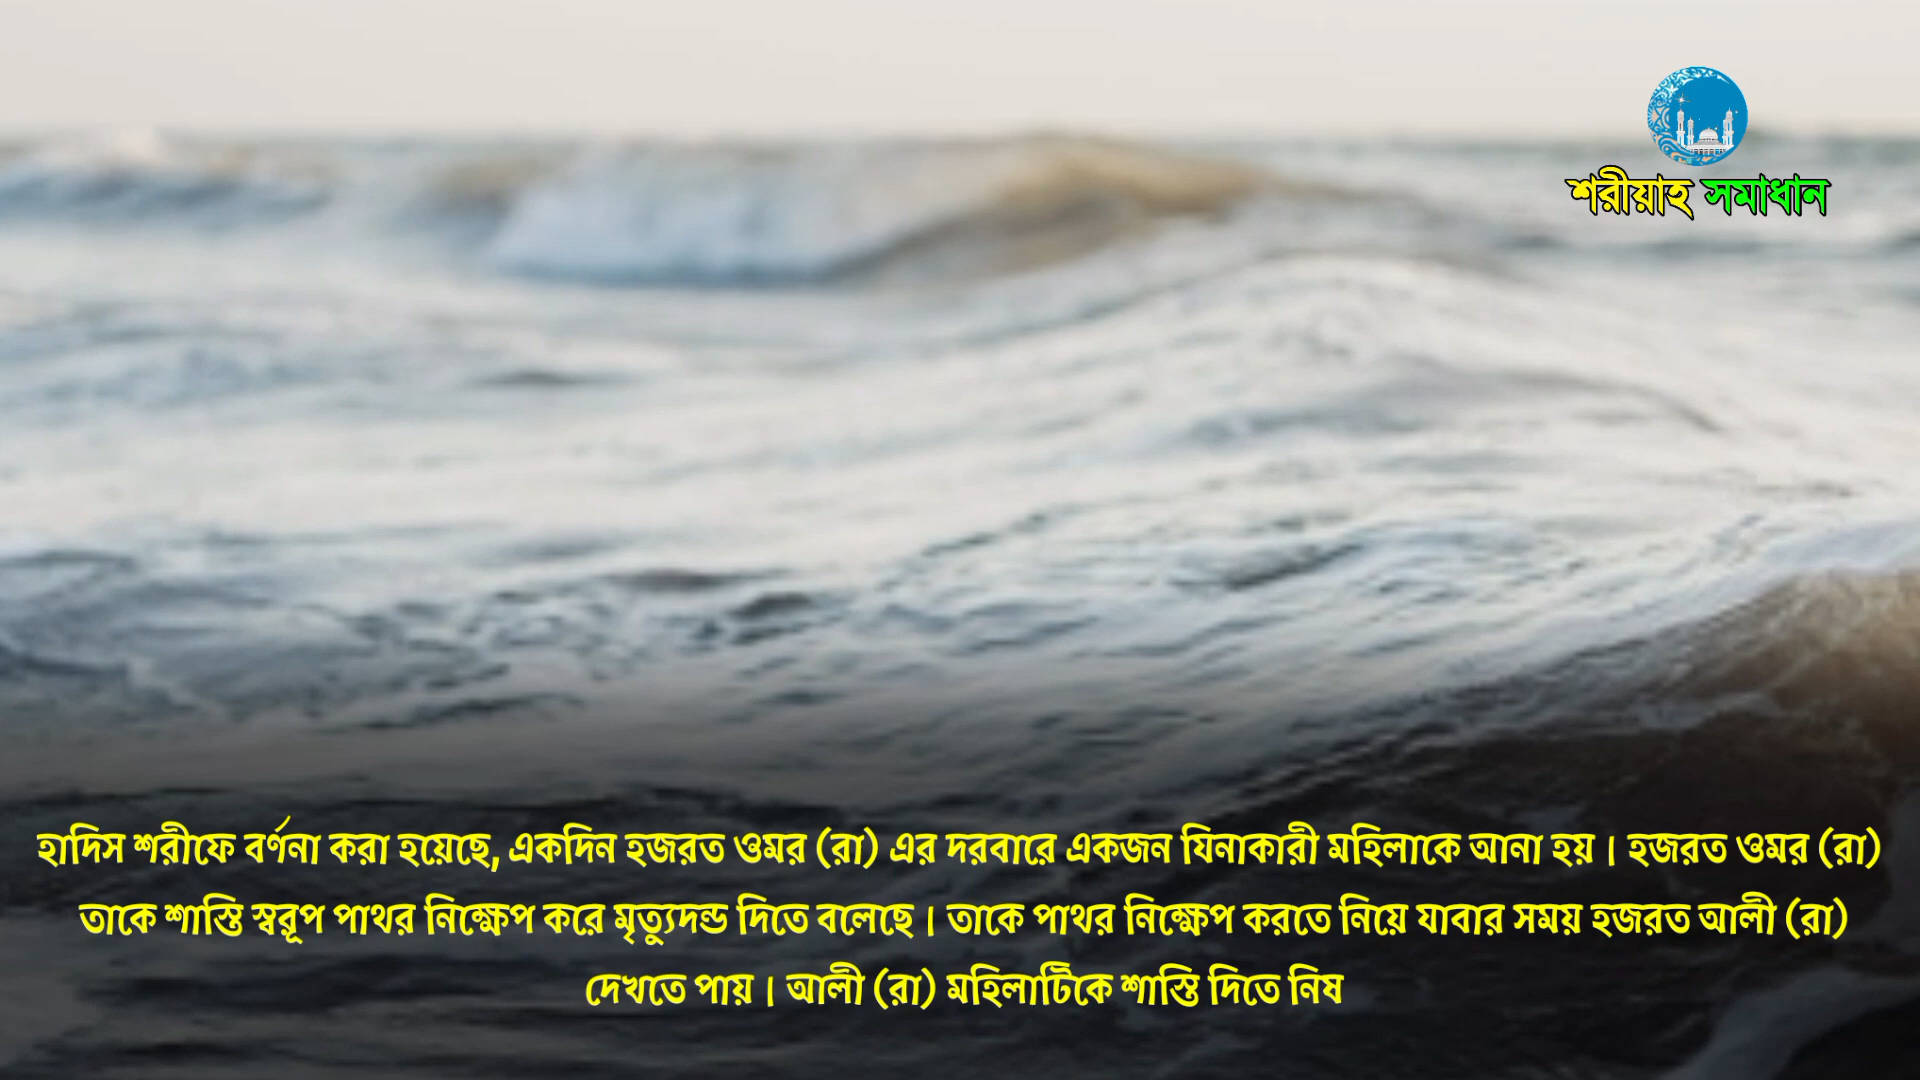 শরীয়াহ সমাধান
হাদিস শরীফে বর্ণনা করা হয়েছে, একদিন হজরত ওমর (রা) এর দরবারে একজন যিনাকারী মহিলাকে আনা হয়। হজরত ওমর (রা)
তাকে শাস্তি স্বরূপ পাথর নিক্ষেপ করে মৃত্যুদন্ড দিতে বলেছে। তাকে পাথর নিক্ষেপ করতে নিয়ে যাবার সময় হজরত আলী (রা)
দেখতে পায়। আলী (রা) মহিলাটিকে শাস্তি দিতে নিষ